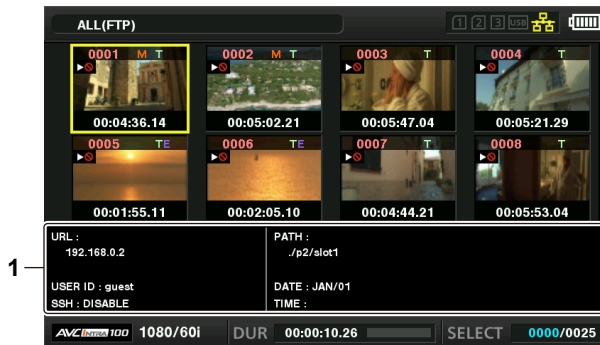 ALL(FTP) 1 2 3 USB
0001 M T 0002 M T 0003 T 0004 T
00:04:36.14 00:05:02.21 00:05:47.04 00:05:21.29
0005 TE 0006 TE 0007 T 0008 T
00:01:55.11 00:02:05.10 00:04:44.21 00:05:53.04
1
URL :
192.168.0.2
USER ID : guest
SSH : DISABLE
PATH :
./p2/slot1
DATE : JAN/01
TIME :
AVC INTRA 100 1080/60i DUR 00:00:10.26 SELECT 0000/0025